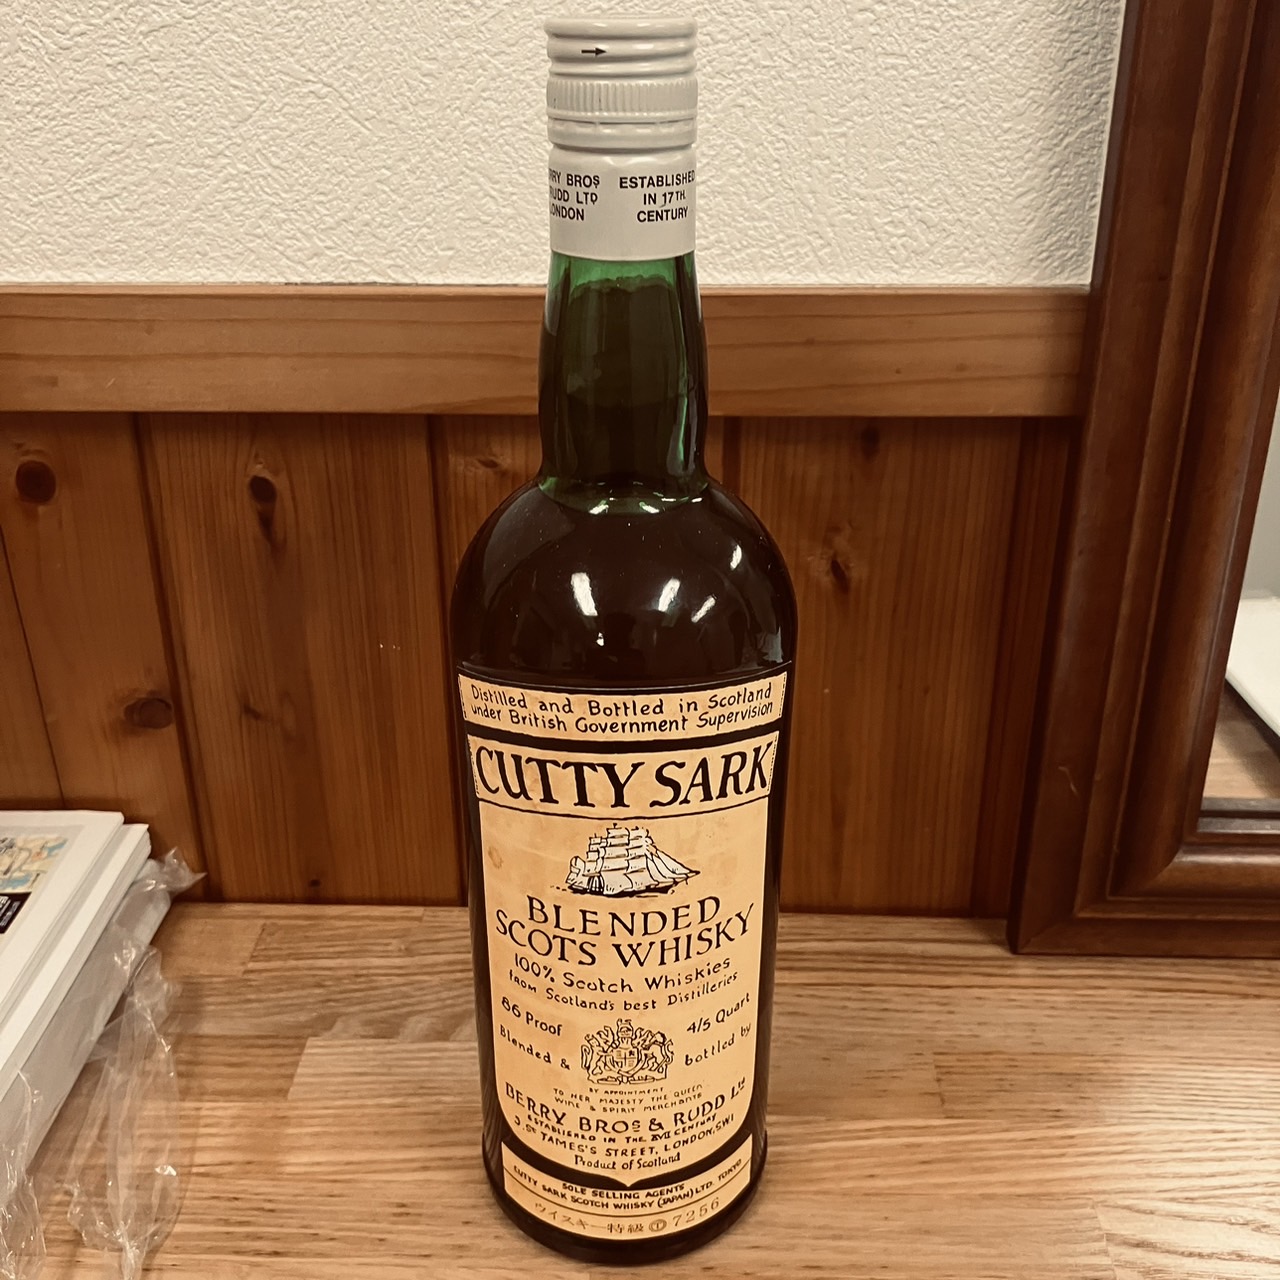 RRY BROS
RUDD LTD
LONDON
ESTABLISHED
IN 17TH.
CENTURY
Distilled and Bottled in Scotland
under British Government Supervision
CUTTY SARK
BLENDED
SCOTS WHISKY
100% Scotch Whiskies
from Scotland's best Distilleries
86 Proof
4/5 Quart
Blended &
bottled by
BY APPOINTMENT
TO HER MAJESTY THE QUEEN
WINE & SPIRIT MERCHANTS
BERRY BROS & RUDD LTD
ESTABLISHED IN THE XVII CENTURY
3, ST JAMES'S STREET, LONDON, S.W.1
Product of Scotland
SOLE SELLING AGENTS
CUTTY SARK SCOTCH WHISKY (JAPAN) LTD. TOKYO
ウイスキー特級 ㊉ 7256